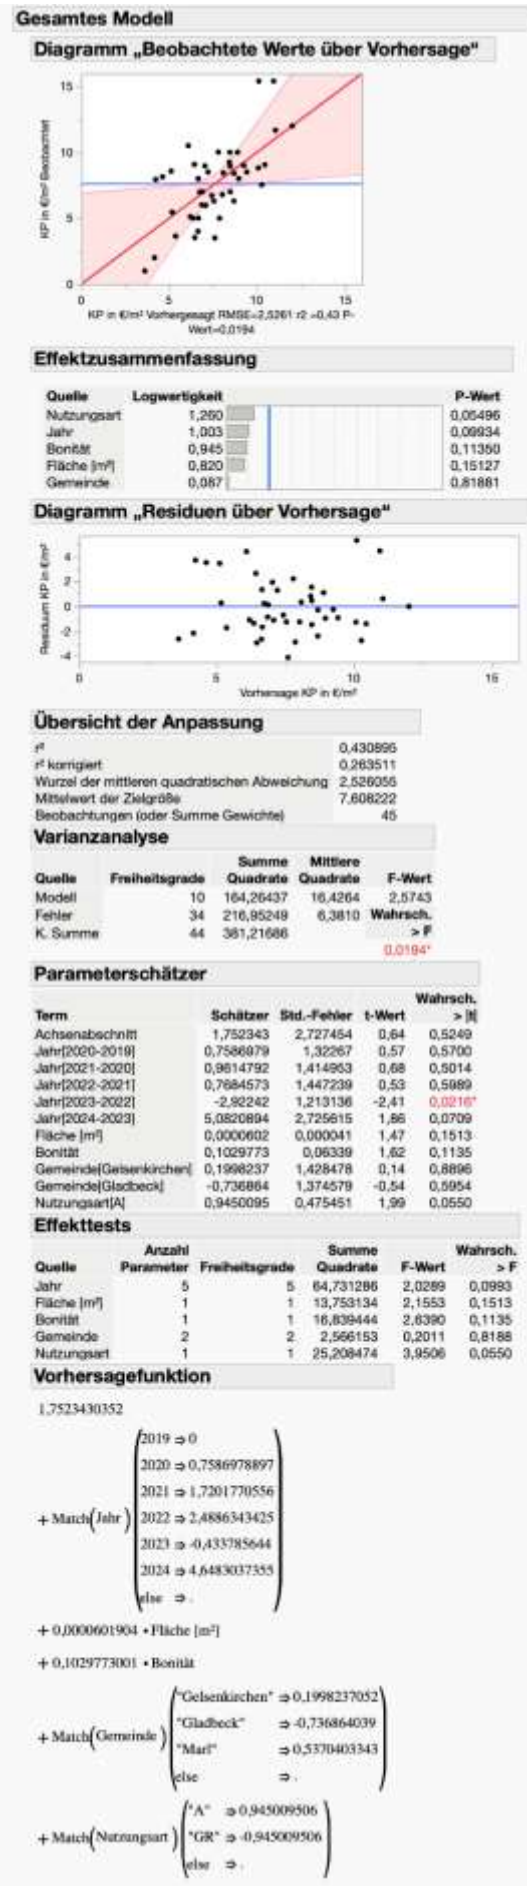 Gesamtes Modell
Diagramm „Beobachtete Werte über Vorhersage"
KP in €/m² Beobachtet
15
10
5
0
0 5 10 15
KP in €/m² Vorhergesagt RMSE=2,5261 r2 =0,43 P-
Wert=0,0194
Effektzusammenfassung
Quelle Logwertigkeit P-Wert
Nutzungsart 1,260 0,05496
Jahr 1,003 0,09934
Bonität 0,945 0,11350
Fläche [m²] 0,820 0,15127
Gemeinde 0,087 0,81881
Diagramm „Residuen über Vorhersage"
Residuum KP in €/m²
4
2
0
-2
-4
0 5 10 15
Vorhersage KP in €/m²
Übersicht der Anpassung
r² 0,430895
r² korrigiert 0,263511
Wurzel der mittleren quadratischen Abweichung 2,526055
Mittelwert der Zielgröße 7,608222
Beobachtungen (oder Summe Gewichte) 45
Varianzanalyse
Quelle Freiheitsgrade Summe Quadrate Mittlere Quadrate F-Wert
Modell 10 164,26437 16,4264 2,5743
Fehler 34 216,95249 6,3810 Wahrsch.
K. Summe 44 381,21686 > F
0,0194*
Parameterschätzer
Term Schätzer Std.-Fehler t-Wert Wahrsch. > |t|
Achsenabschnitt 1,752343 2,727454 0,64 0,5249
Jahr[2020-2019] 0,7586979 1,32267 0,57 0,5700
Jahr[2021-2020] 0,9614792 1,414953 0,68 0,5014
Jahr[2022-2021] 0,7684573 1,447239 0,53 0,5989
Jahr[2023-2022] -2,92242 1,213136 -2,41 0,0216*
Jahr[2024-2023] 5,0820894 2,725615 1,86 0,0709
Fläche [m²] 0,0000602 0,000041 1,47 0,1513
Bonität 0,1029773 0,06339 1,62 0,1135
Gemeinde[Gelsenkirchen] 0,1998237 1,428478 0,14 0,8896
Gemeinde[Gladbeck] -0,736864 1,374579 -0,54 0,5954
Nutzungsart[A] 0,9450095 0,475451 1,99 0,0550
Effekttests
Quelle Anzahl Parameter Freiheitsgrade Summe Quadrate F-Wert Wahrsch. > F
Jahr 5 5 64,731286 2,0289 0,0993
Fläche [m²] 1 1 13,753134 2,1553 0,1513
Bonität 1 1 16,839444 2,6390 0,1135
Gemeinde 2 2 2,566153 0,2011 0,8188
Nutzungsart 1 1 25,208474 3,9506 0,0550
Vorhersagefunktion
1,7523430352
+ Match(Jahr)
2019 ⇒ 0
2020 ⇒ 0,7586978897
2021 ⇒ 1,7201770556
2022 ⇒ 2,4886343425
2023 ⇒ -0,433785644
2024 ⇒ 4,6483037355
else ⇒ .
+ 0,0000601904 • Fläche [m²]
+ 0,1029773001 • Bonität
+ Match(Gemeinde)
"Gelsenkirchen" ⇒ 0,1998237052
"Gladbeck" ⇒ -0,736864039
"Marl" ⇒ 0,5370403343
else ⇒ .
+ Match(Nutzungsart)
"A" ⇒ 0,945009506
"GR" ⇒ -0,945009506
else ⇒ .